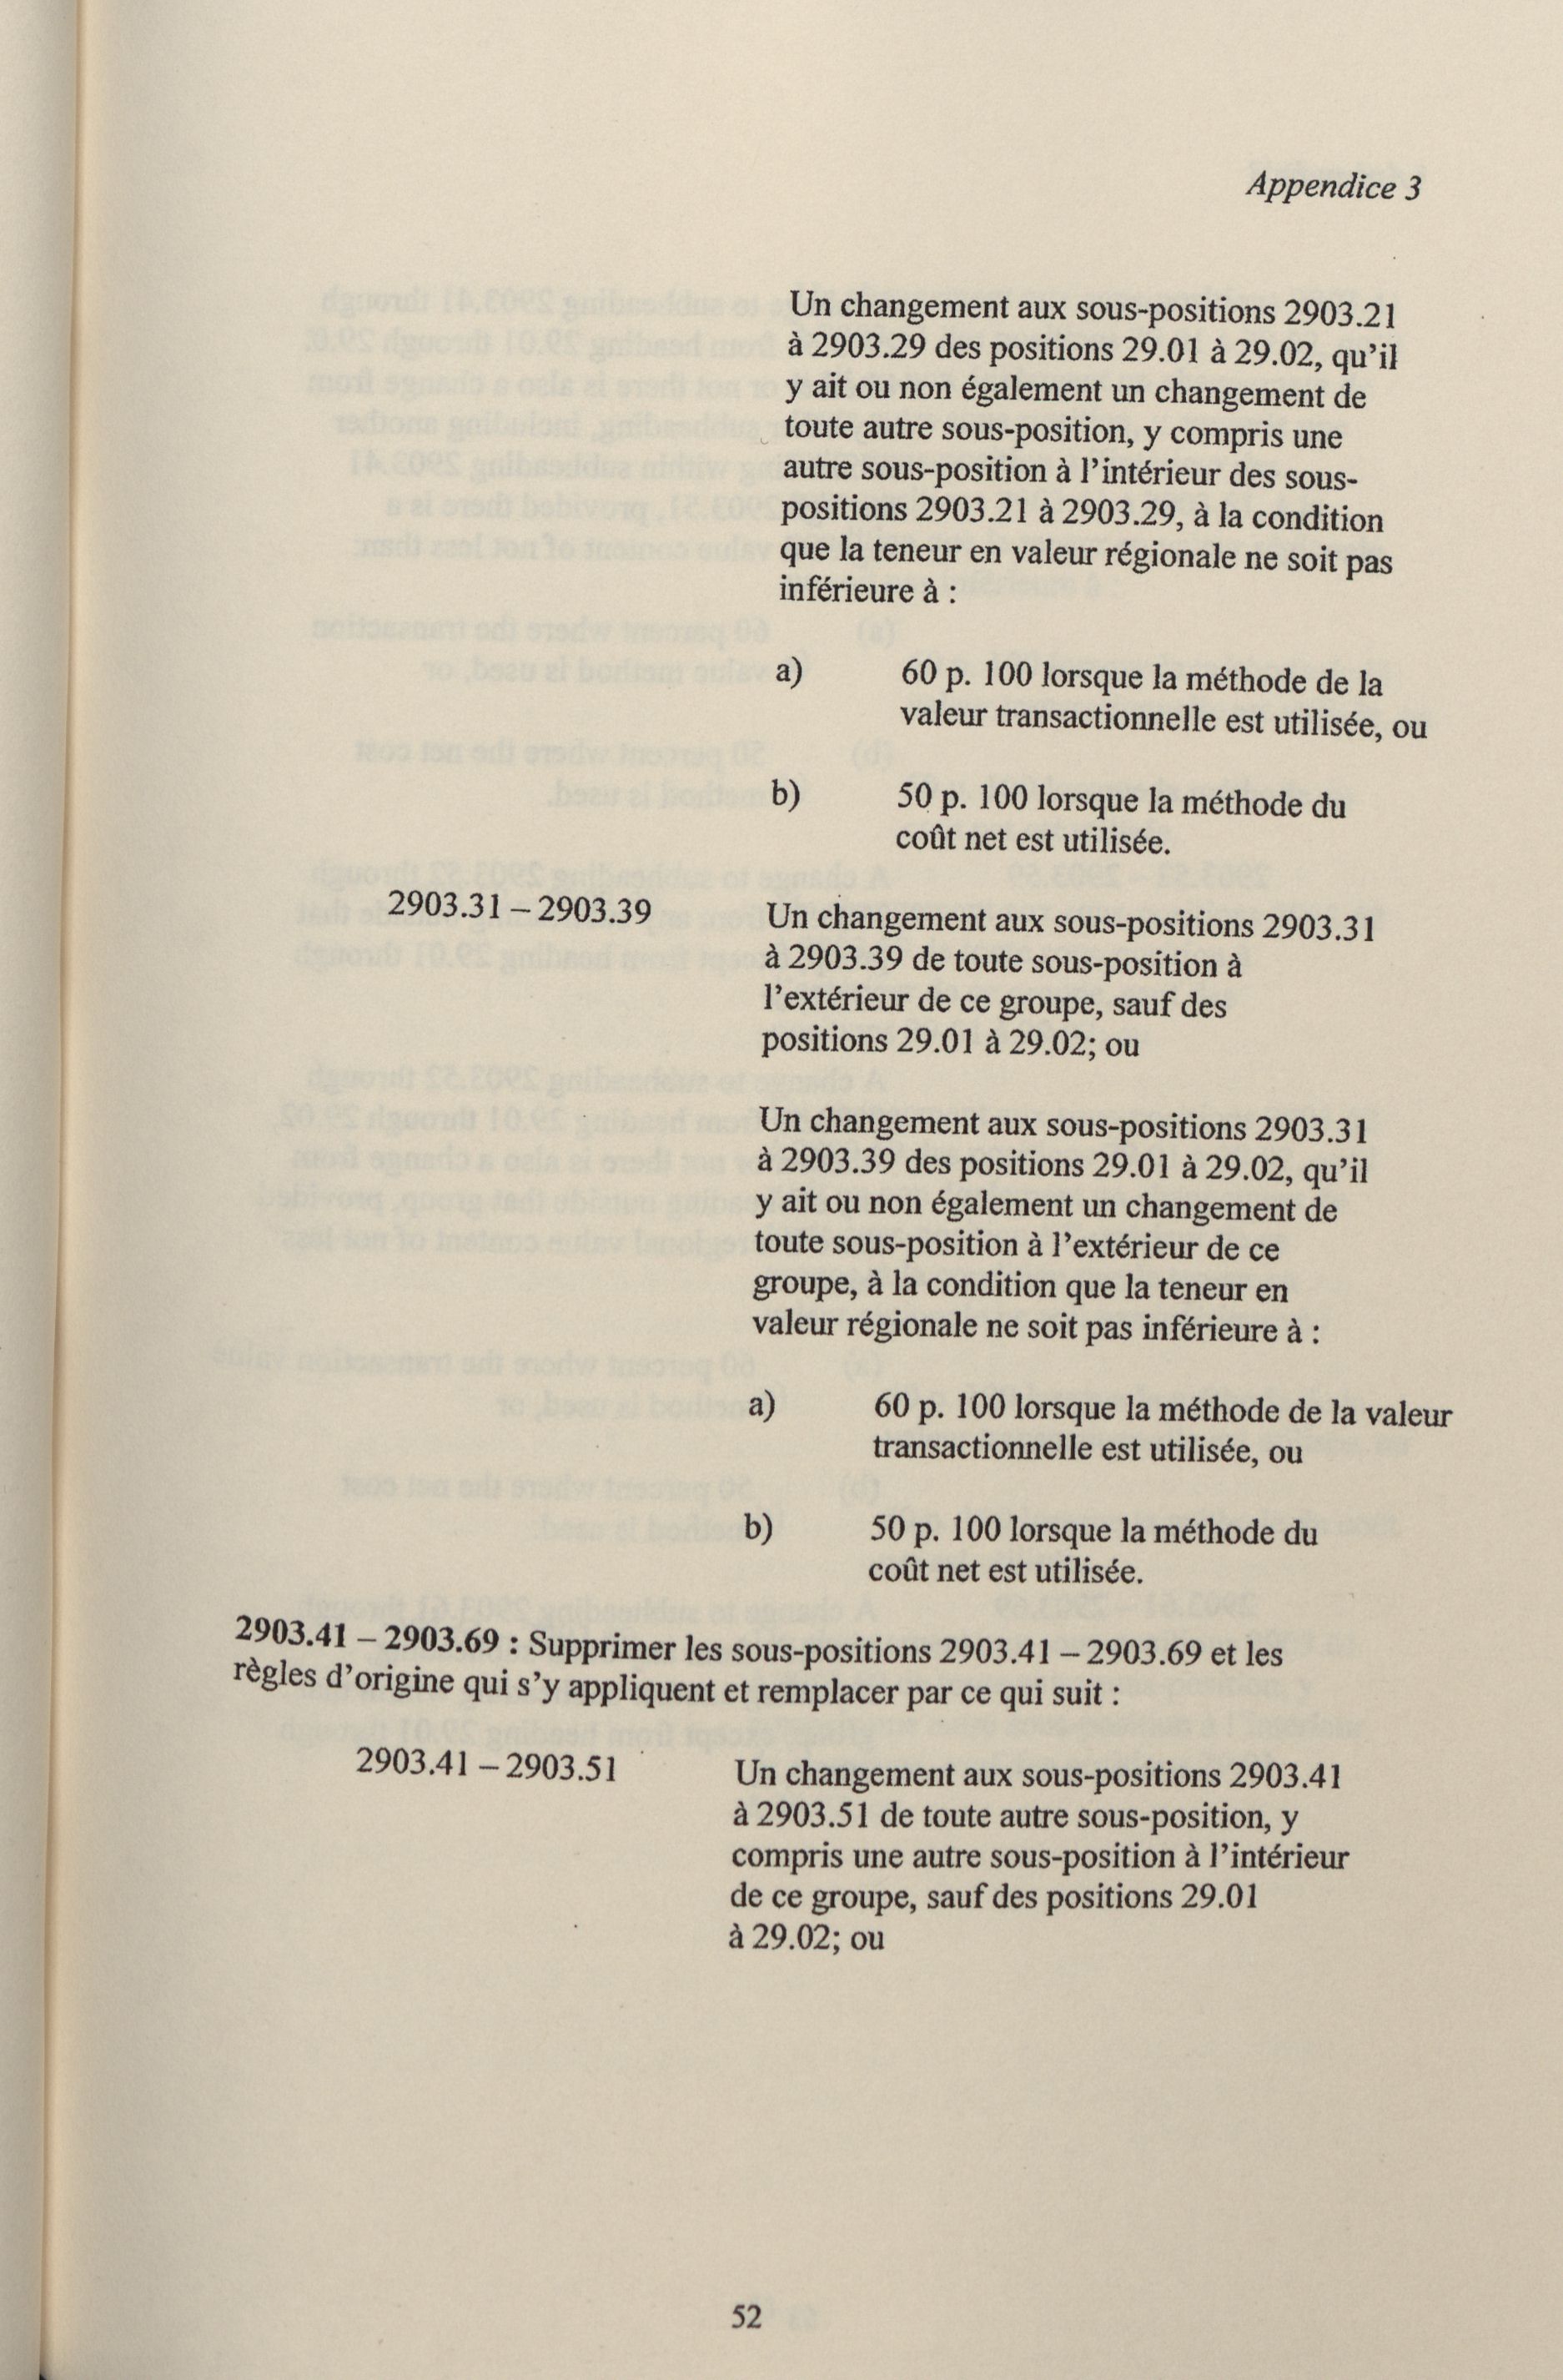 Appendice 3
Un changement aux sous-positions 2903.21
à 2903.29 des positions 29.01 à 29.02, qu'il
y ait ou non également un changement de
toute autre sous-position, y compris une
autre sous-position à l'intérieur des sous-
positions 2903.21 à 2903.29, à la condition
que la teneur en valeur régionale ne soit pas
inférieure à :
a) 60 p. 100 lorsque la méthode de la
valeur transactionnelle est utilisée, ou
b) 50 p. 100 lorsque la méthode du
coût net est utilisée.
2903.31 – 2903.39 Un changement aux sous-positions 2903.31
à 2903.39 de toute sous-position à
l'extérieur de ce groupe, sauf des
positions 29.01 à 29.02; ou
Un changement aux sous-positions 2903.31
à 2903.39 des positions 29.01 à 29.02, qu'il
y ait ou non également un changement de
toute sous-position à l'extérieur de ce
groupe, à la condition que la teneur en
valeur régionale ne soit pas inférieure à :
a) 60 p. 100 lorsque la méthode de la valeur
transactionnelle est utilisée, ou
b) 50 p. 100 lorsque la méthode du
coût net est utilisée.
2903.41 – 2903.69 : Supprimer les sous-positions 2903.41 – 2903.69 et les
règles d'origine qui s'y appliquent et remplacer par ce qui suit :
2903.41 – 2903.51 Un changement aux sous-positions 2903.41
à 2903.51 de toute autre sous-position, y
compris une autre sous-position à l'intérieur
de ce groupe, sauf des positions 29.01
à 29.02; ou
52